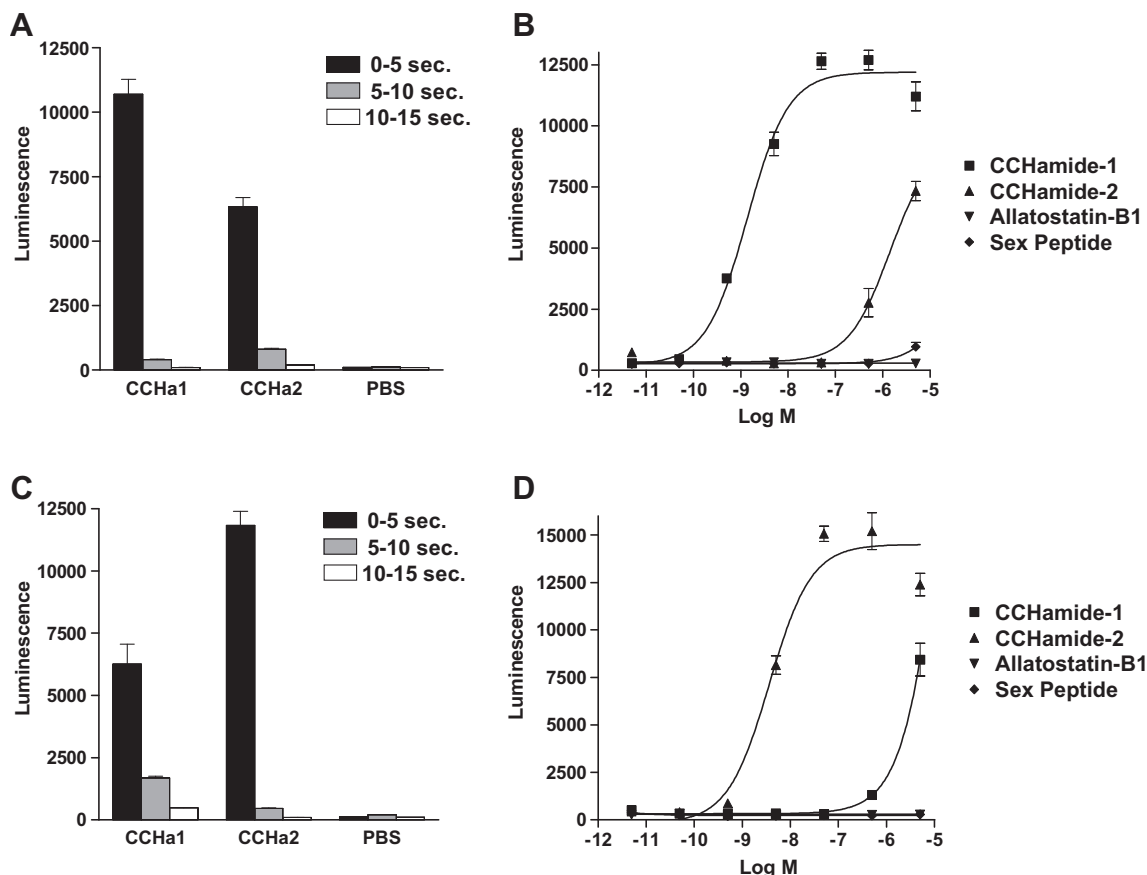 A
Luminescence
12500
10000
7500
5000
2500
0
0-5 sec.
5-10 sec.
10-15 sec.
CCHa1 CCHa2 PBS
B
Luminescence
12500
10000
7500
5000
2500
0
-12 -11 -10 -9 -8 -7 -6 -5
Log M
CCHamide-1
CCHamide-2
Allatostatin-B1
Sex Peptide
C
Luminescence
12500
10000
7500
5000
2500
0
0-5 sec.
5-10 sec.
10-15 sec.
CCHa1 CCHa2 PBS
D
Luminescence
15000
12500
10000
7500
5000
2500
0
-12 -11 -10 -9 -8 -7 -6 -5
Log M
CCHamide-1
CCHamide-2
Allatostatin-B1
Sex Peptide